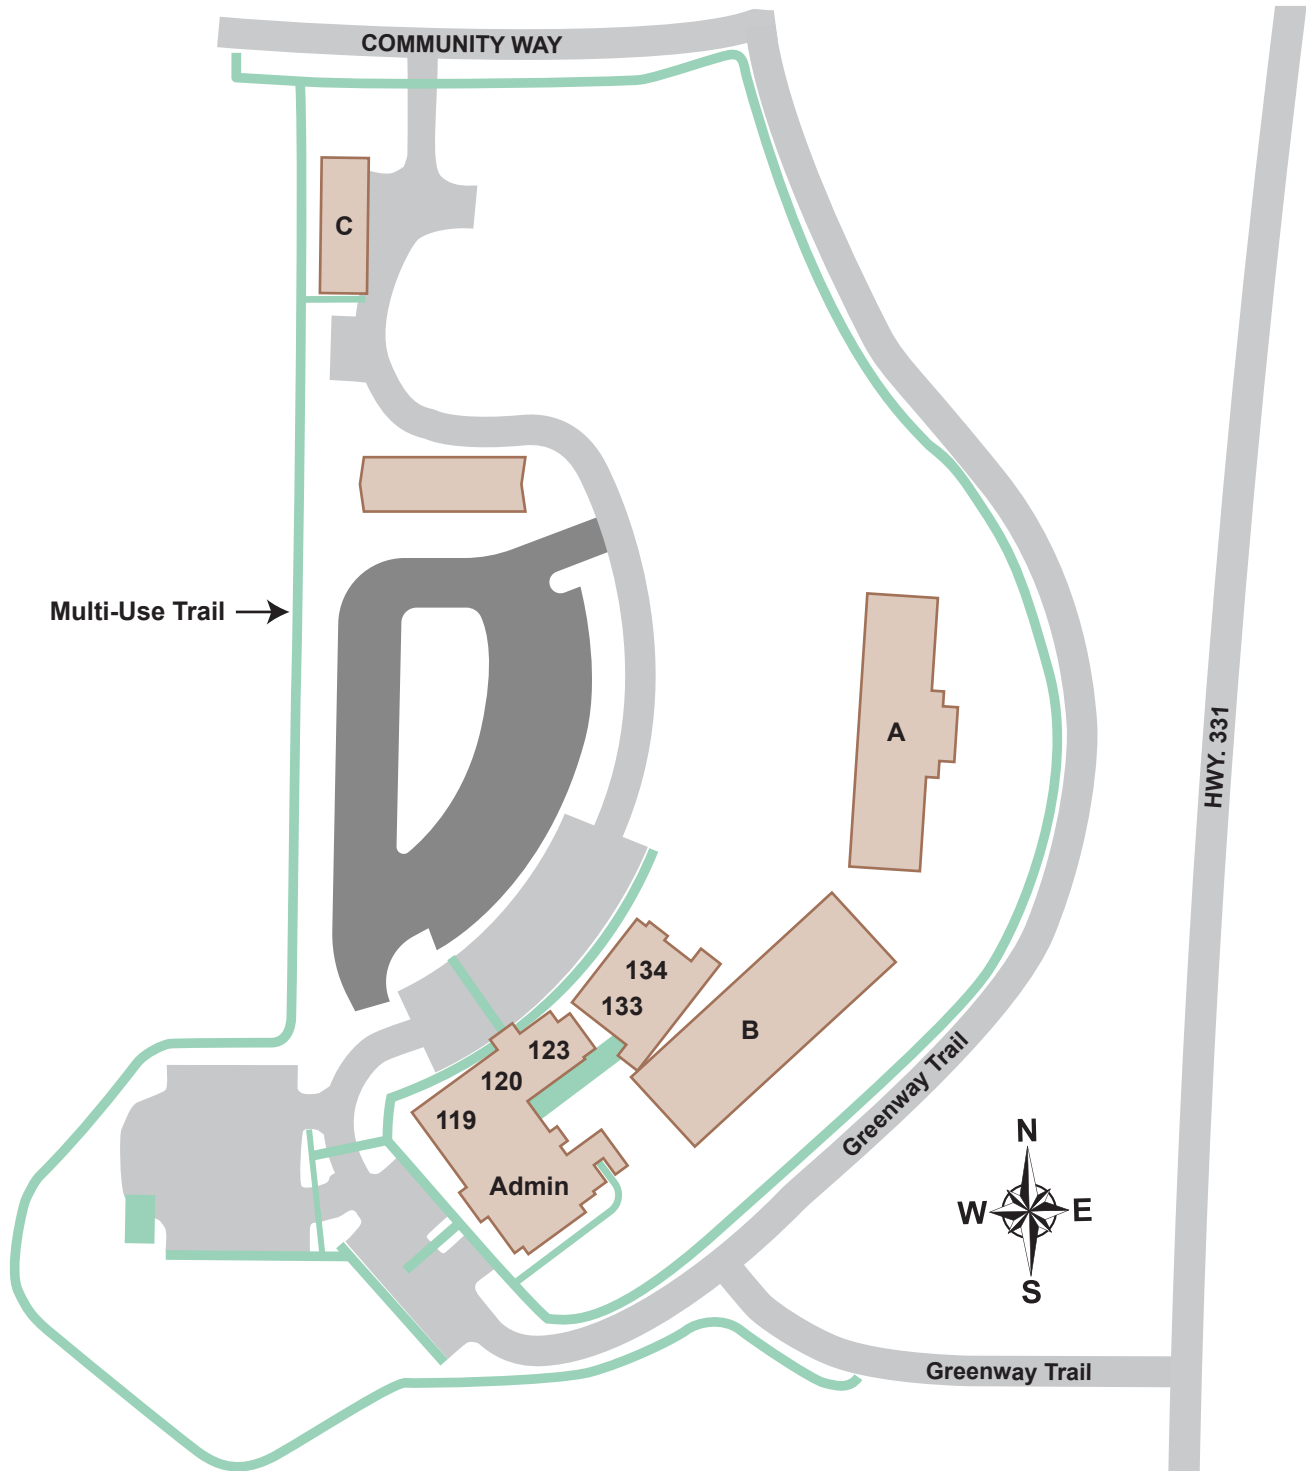 COMMUNITY WAY
C
Multi-Use Trail
A
HWY. 331
134
133
B
123
120
119
Admin
Greenway Trail
N
W
E
S
Greenway Trail